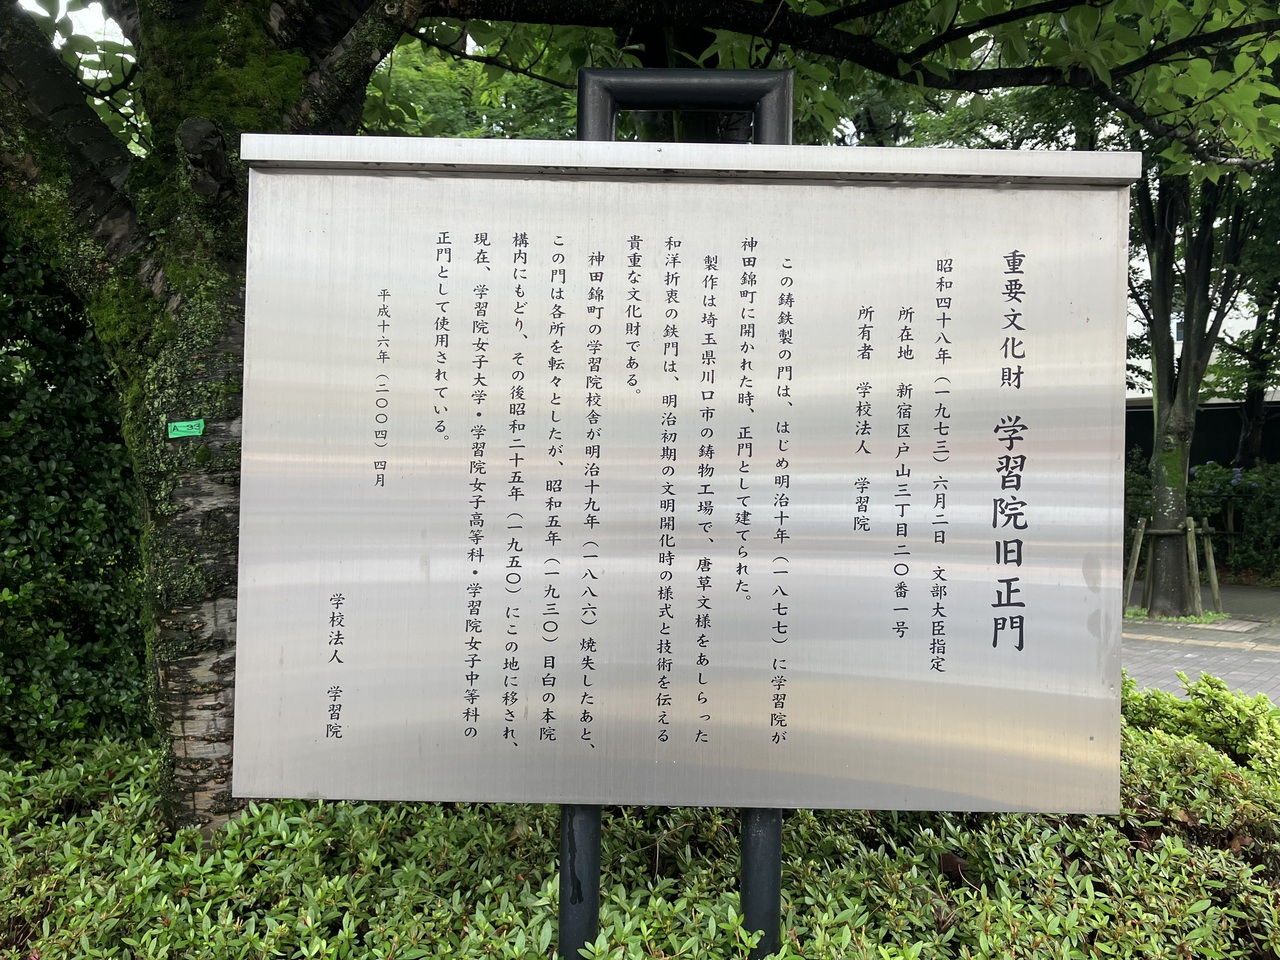 重要文化財　学習院旧正門
昭和四十八年（一九七三）六月二日　文部大臣指定
所在地　新宿区戸山三丁目二〇番一号
所有者　学校法人　学習院
この鋳鉄製の門は、はじめ明治十年（一八七七）に学習院が
神田錦町に開かれた時、正門として建てられた。
製作は埼玉県川口市の鋳物工場で、唐草文様をあしらった
和洋折衷の鉄門は、明治初期の文明開化時の様式と技術を伝える
貴重な文化財である。
神田錦町の学習院校舎が明治十九年（一八八六）焼失したあと、
この門は各所を転々としたが、昭和五年（一九三〇）目白の本院
構内にもどり、その後昭和二十五年（一九五〇）にこの地に移され、
現在、学習院女子大学・学習院女子高等科・学習院女子中等科の
正門として使用されている。
平成十六年（二〇〇四）四月
学校法人　学習院
A 33